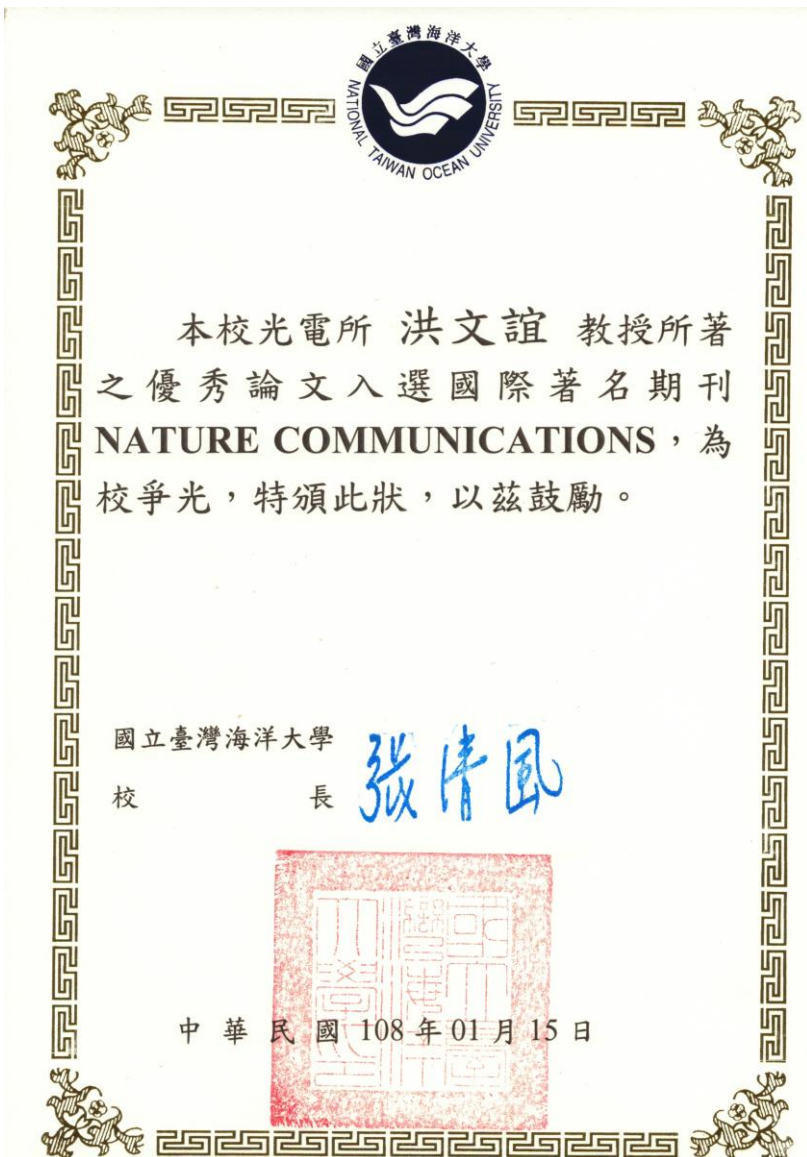 國立臺灣海洋大學
NATIONAL TAIWAN OCEAN UNIVERSITY
本校光電所 洪文誼 教授所著
之優秀論文入選國際著名期刊
NATURE COMMUNICATIONS，為
校爭光，特頒此狀，以茲鼓勵。
國立臺灣海洋大學
校 長 張清風
中華民國 108 年 01 月 15 日